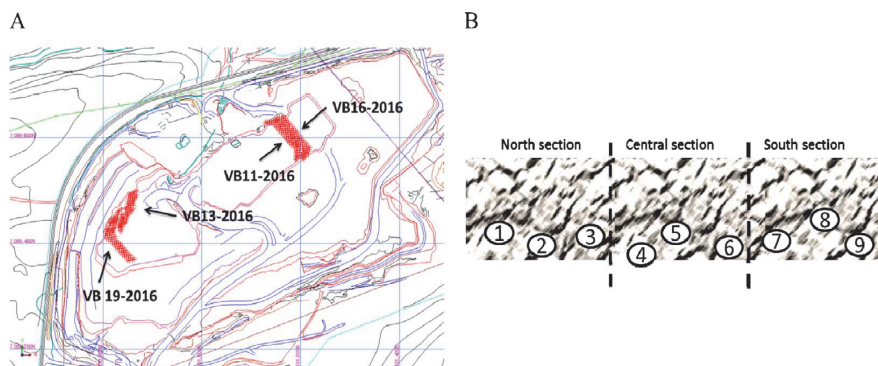 A
B
VB16-2016
VB11-2016
VB13-2016
VB 19-2016
North section
Central section
South section
1
2
3
4
5
6
7
8
9